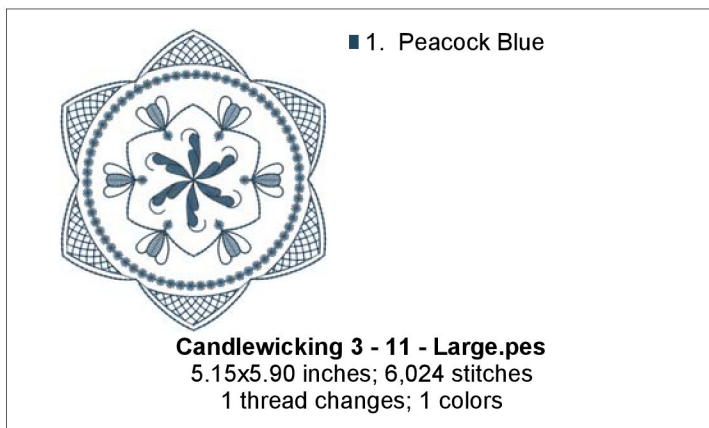 1. Peacock Blue
Candlewicking 3 - 11 - Large.pes
5.15x5.90 inches; 6,024 stitches
1 thread changes; 1 colors